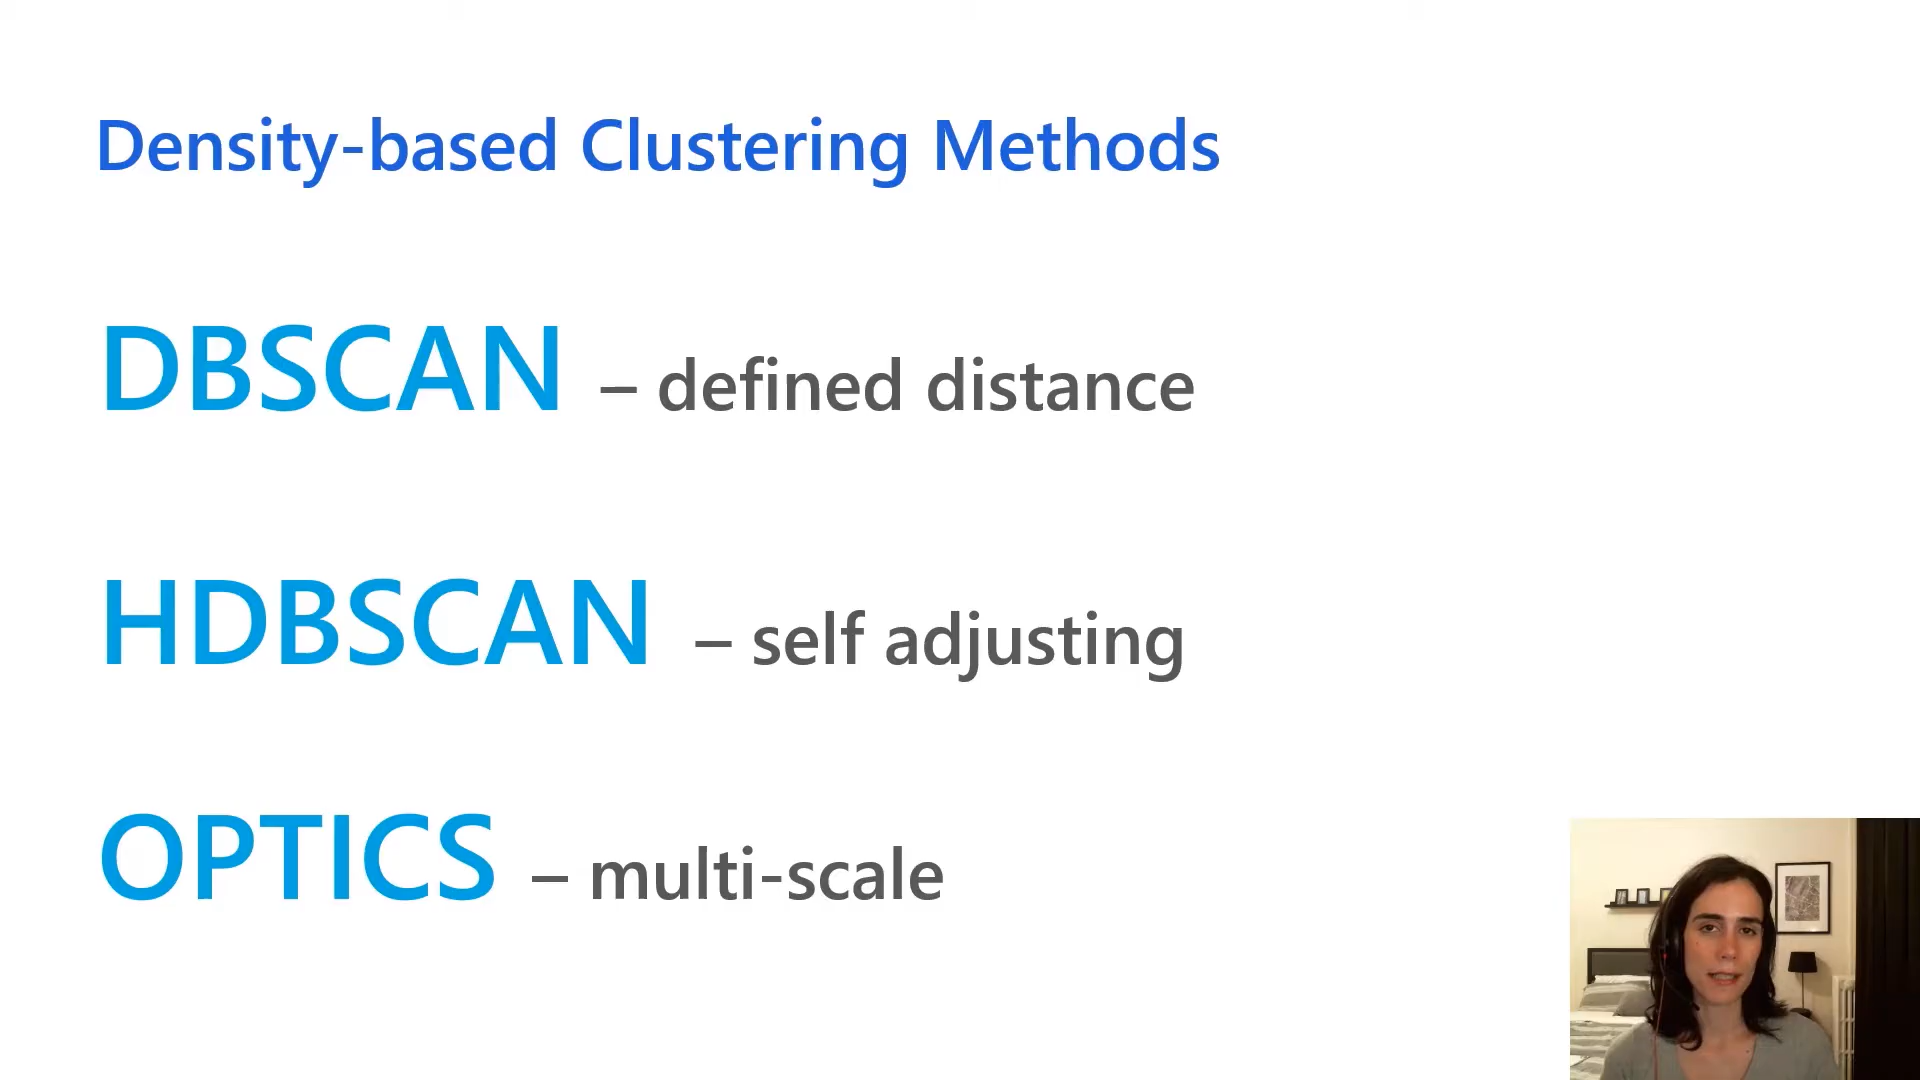 Density-based Clustering Methods
DBSCAN – defined distance
HDBSCAN – self adjusting
OPTICS – multi-scale